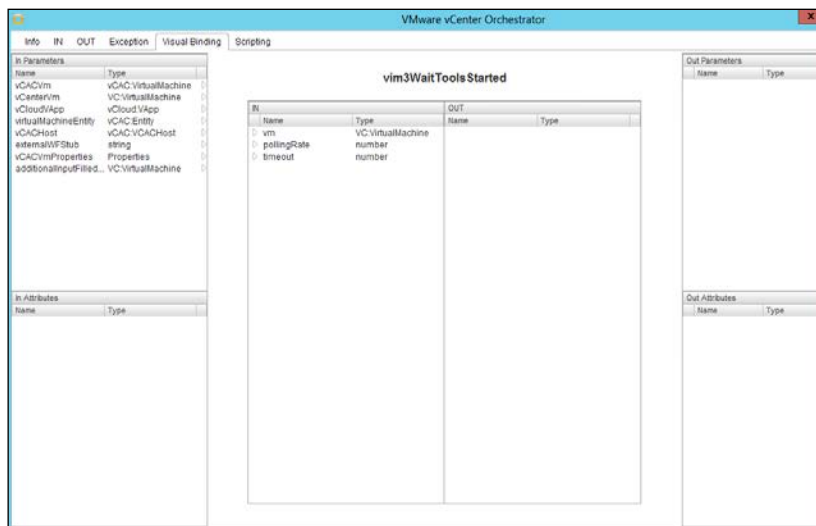 VMware vCenter Orchestrator
x
Info IN OUT Exception Visual Binding Scripting
In Parameters
Name Type
vCACVm vCAC:VirtualMachine
vCenterVm VC:VirtualMachine
vCloudVApp vCloud:VApp
virtualMachineEntity vCAC:Entity
vCACHost vCAC:VCACHost
externalWFStub string
vCACVmProperties Properties
additionalInputFilled... VC:VirtualMachine
In Attributes
Name Type
vim3WaitToolsStarted
IN OUT
Name Type Name Type
vm VC:VirtualMachine
pollingRate number
timeout number
Out Parameters
Name Type
Out Attributes
Name Type